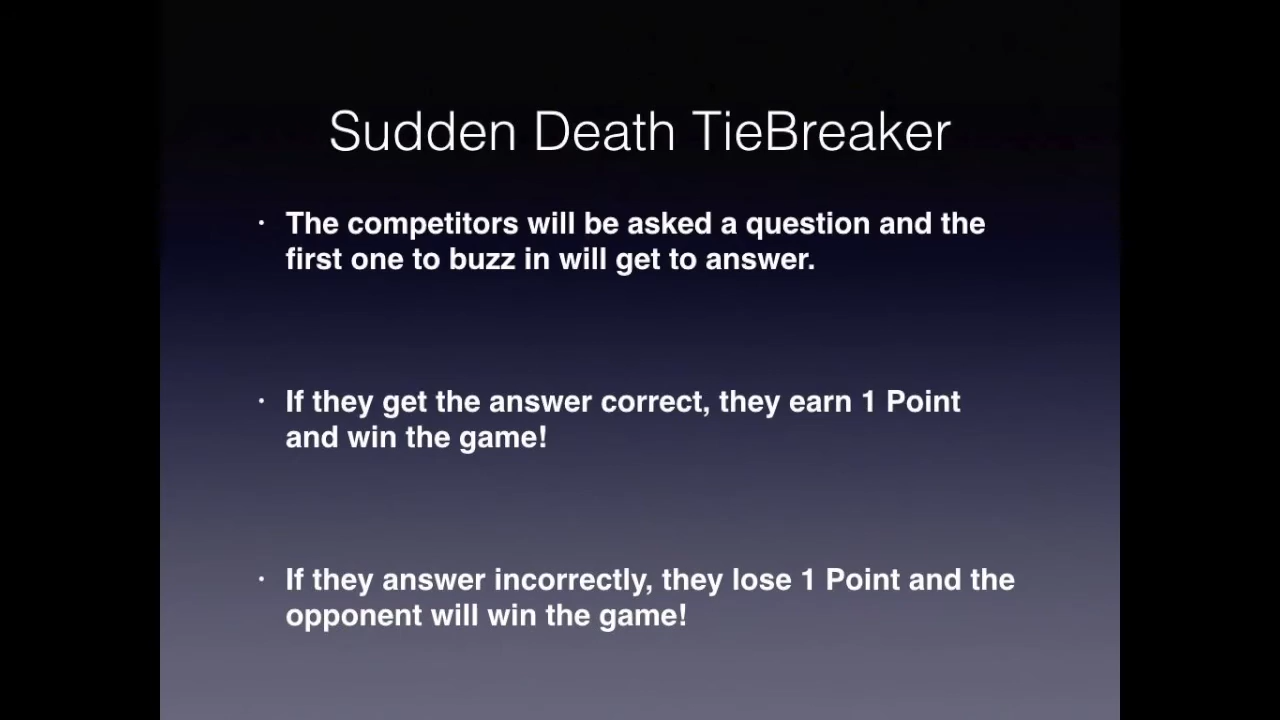 Sudden Death TieBreaker
· The competitors will be asked a question and the
first one to buzz in will get to answer.
· If they get the answer correct, they earn 1 Point
and win the game!
· If they answer incorrectly, they lose 1 Point and the
opponent will win the game!